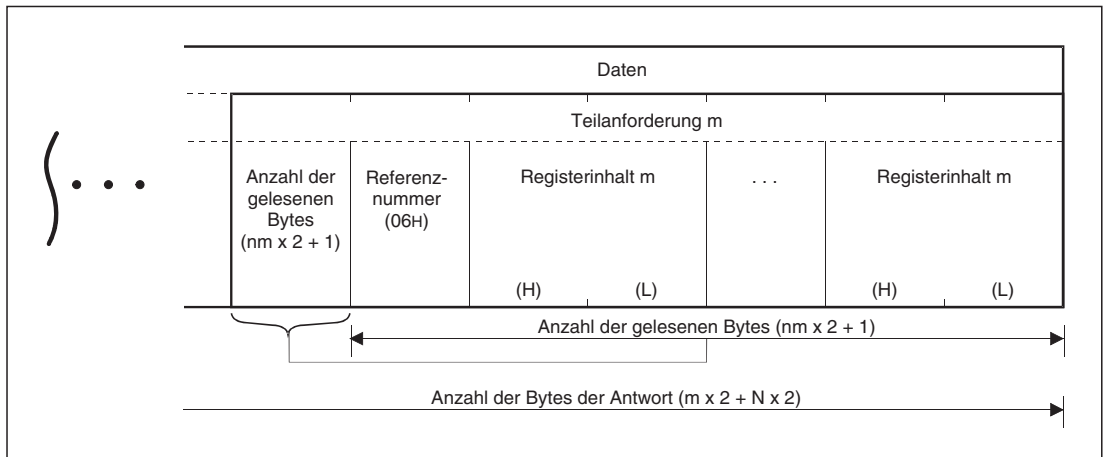 Daten
Teilanforderung m
Anzahl der
gelesenen
Bytes
(nm x 2 + 1)
Referenz-
nummer
(06H)
Registerinhalt m
(H) (L)
. . .
Registerinhalt m
(H) (L)
Anzahl der gelesenen Bytes (nm x 2 + 1)
Anzahl der Bytes der Antwort (m x 2 + N x 2)